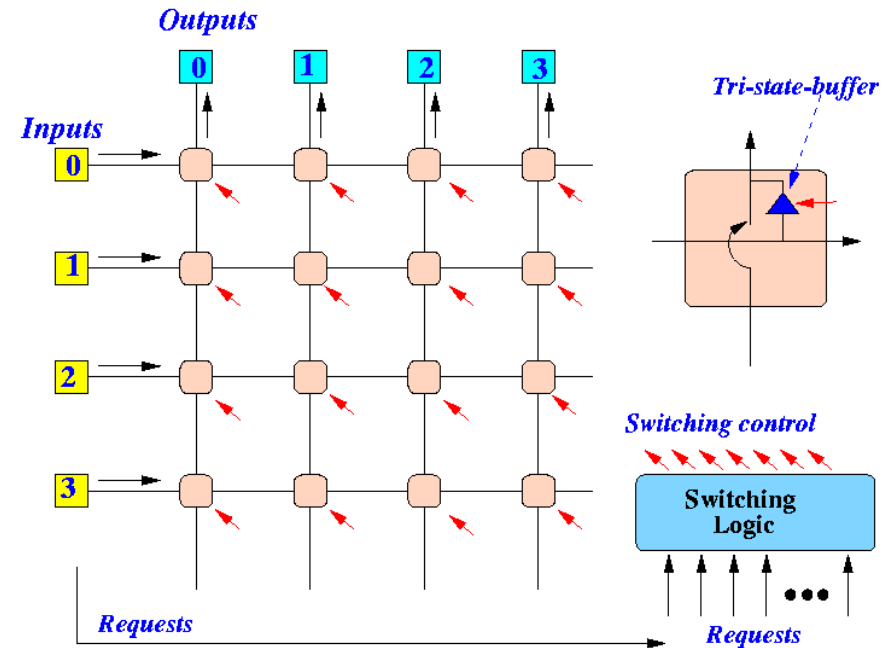 Outputs
0 1 2 3
Tri-state-buffer
Inputs
0
1
2
3
Switching control
Switching
Logic
Requests
Requests